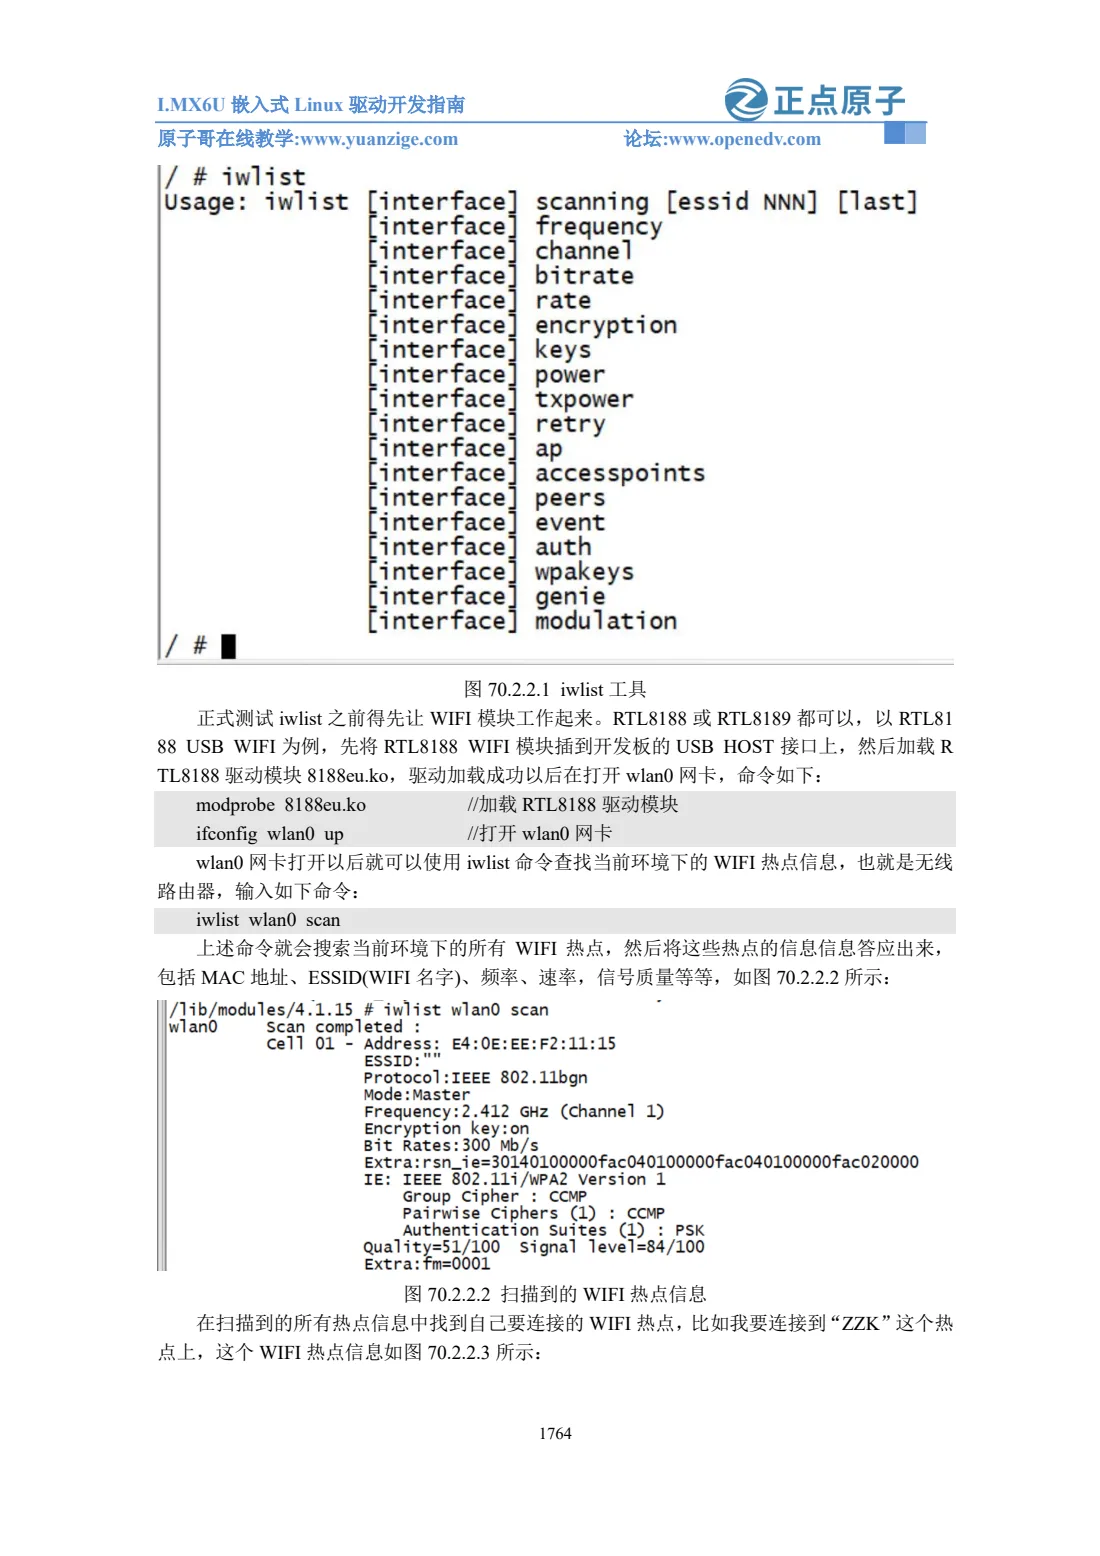 I.MX6U 嵌入式 Linux 驱动开发指南
正点原子
原子哥在线教学:www.yuanzige.com 论坛:www.openedv.com
/ # iwlist
Usage: iwlist [interface] scanning [essid NNN] [last]
[interface] frequency
[interface] channel
[interface] bitrate
[interface] rate
[interface] encryption
[interface] keys
[interface] power
[interface] txpower
[interface] retry
[interface] ap
[interface] accesspoints
[interface] peers
[interface] event
[interface] auth
[interface] wpakeys
[interface] genie
[interface] modulation
/ #
图 70.2.2.1 iwlist 工具
正式测试 iwlist 之前得先让 WIFI 模块工作起来。RTL8188 或 RTL8189 都可以，以 RTL81
88 USB WIFI 为例，先将 RTL8188 WIFI 模块插到开发板的 USB HOST 接口上，然后加载 R
TL8188 驱动模块 8188eu.ko，驱动加载成功以后在打开 wlan0 网卡，命令如下：
modprobe 8188eu.ko //加载 RTL8188 驱动模块
ifconfig wlan0 up //打开 wlan0 网卡
wlan0 网卡打开以后就可以使用 iwlist 命令查找当前环境下的 WIFI 热点信息，也就是无线
路由器，输入如下命令：
iwlist wlan0 scan
上述命令就会搜索当前环境下的所有 WIFI 热点，然后将这些热点的信息信息答应出来，
包括 MAC 地址、ESSID(WIFI 名字)、频率、速率，信号质量等等，如图 70.2.2.2 所示：
/lib/modules/4.1.15 # iwlist wlan0 scan
wlan0 Scan completed :
Cell 01 - Address: E4:0E:EE:F2:11:15
ESSID:""
Protocol:IEEE 802.11bgn
Mode:Master
Frequency:2.412 GHz (Channel 1)
Encryption key:on
Bit Rates:300 Mb/s
Extra:rsn_ie=30140100000fac040100000fac040100000fac020000
IE: IEEE 802.11i/WPA2 Version 1
Group Cipher : CCMP
Pairwise Ciphers (1) : CCMP
Authentication Suites (1) : PSK
Quality=51/100 Signal level=84/100
Extra:fm=0001
图 70.2.2.2 扫描到的 WIFI 热点信息
在扫描到的所有热点信息中找到自己要连接的 WIFI 热点，比如我要连接到“ZZK”这个热
点上，这个 WIFI 热点信息如图 70.2.2.3 所示：
1764